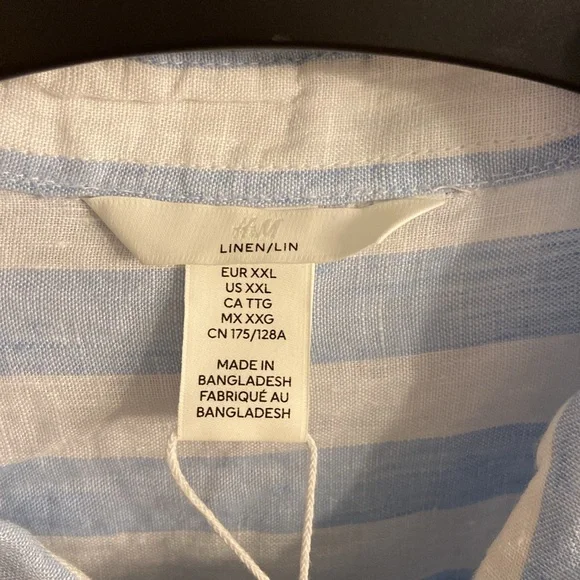 H&M
LINEN/LIN
EUR XXL
US XXL
CA TTG
MX XXG
CN 175/128A
MADE IN
BANGLADESH
FABRIQUÉ AU
BANGLADESH